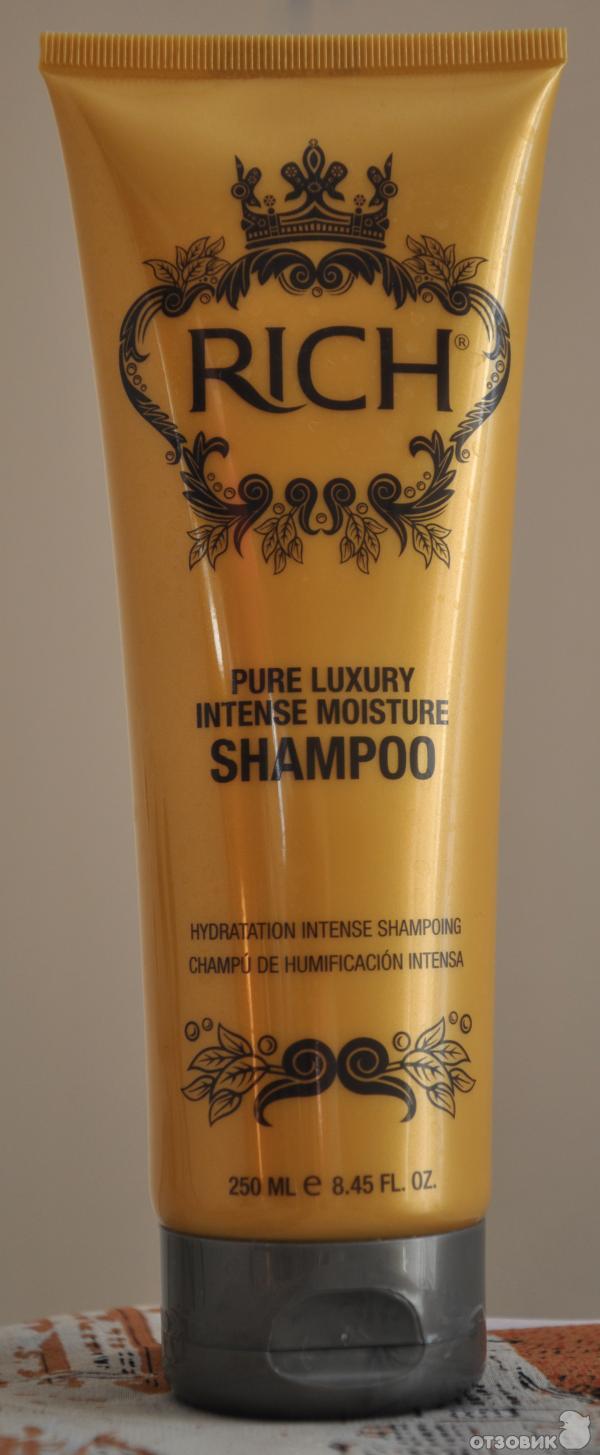 RICH®
PURE LUXURY
INTENSE MOISTURE
SHAMPOO
HYDRATATION INTENSE SHAMPOING
CHAMPÚ DE HUMIFICACIÓN INTENSA
250 ML ℮ 8.45 FL. OZ.
ОТЗОВИК